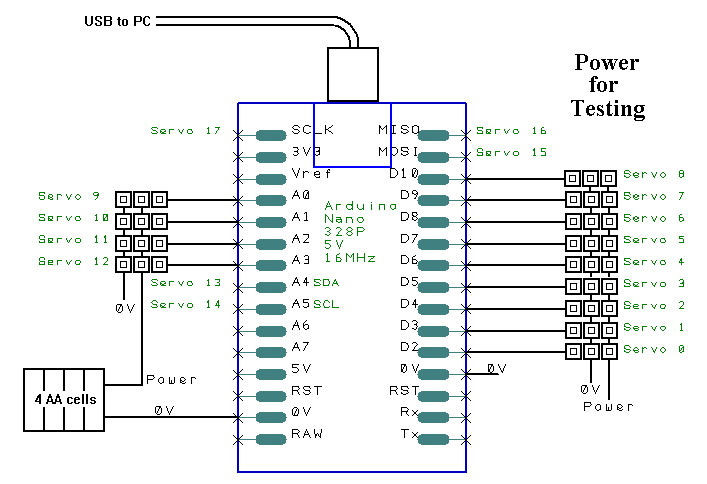 USB to PC
Power
for
Testing
Servo 17 SCLK MISO Servo 16
3V3 MOSI Servo 15
Vref D10 Servo 8
Servo 9 A0 D9 Servo 7
Arduino
Servo 10 A1 Nano D8 Servo 6
328P
Servo 11 A2 5V D7 Servo 5
Servo 12 A3 16MHz D6 Servo 4
Servo 13 A4 SDA D5 Servo 3
Servo 14 A5 SCL D4 Servo 2
0V
A6 D3 Servo 1
A7 D2 Servo 0
5V 0V 0V
Power
RST RST 0V
4 AA cells
Power
0V 0V Rx
RAW Tx